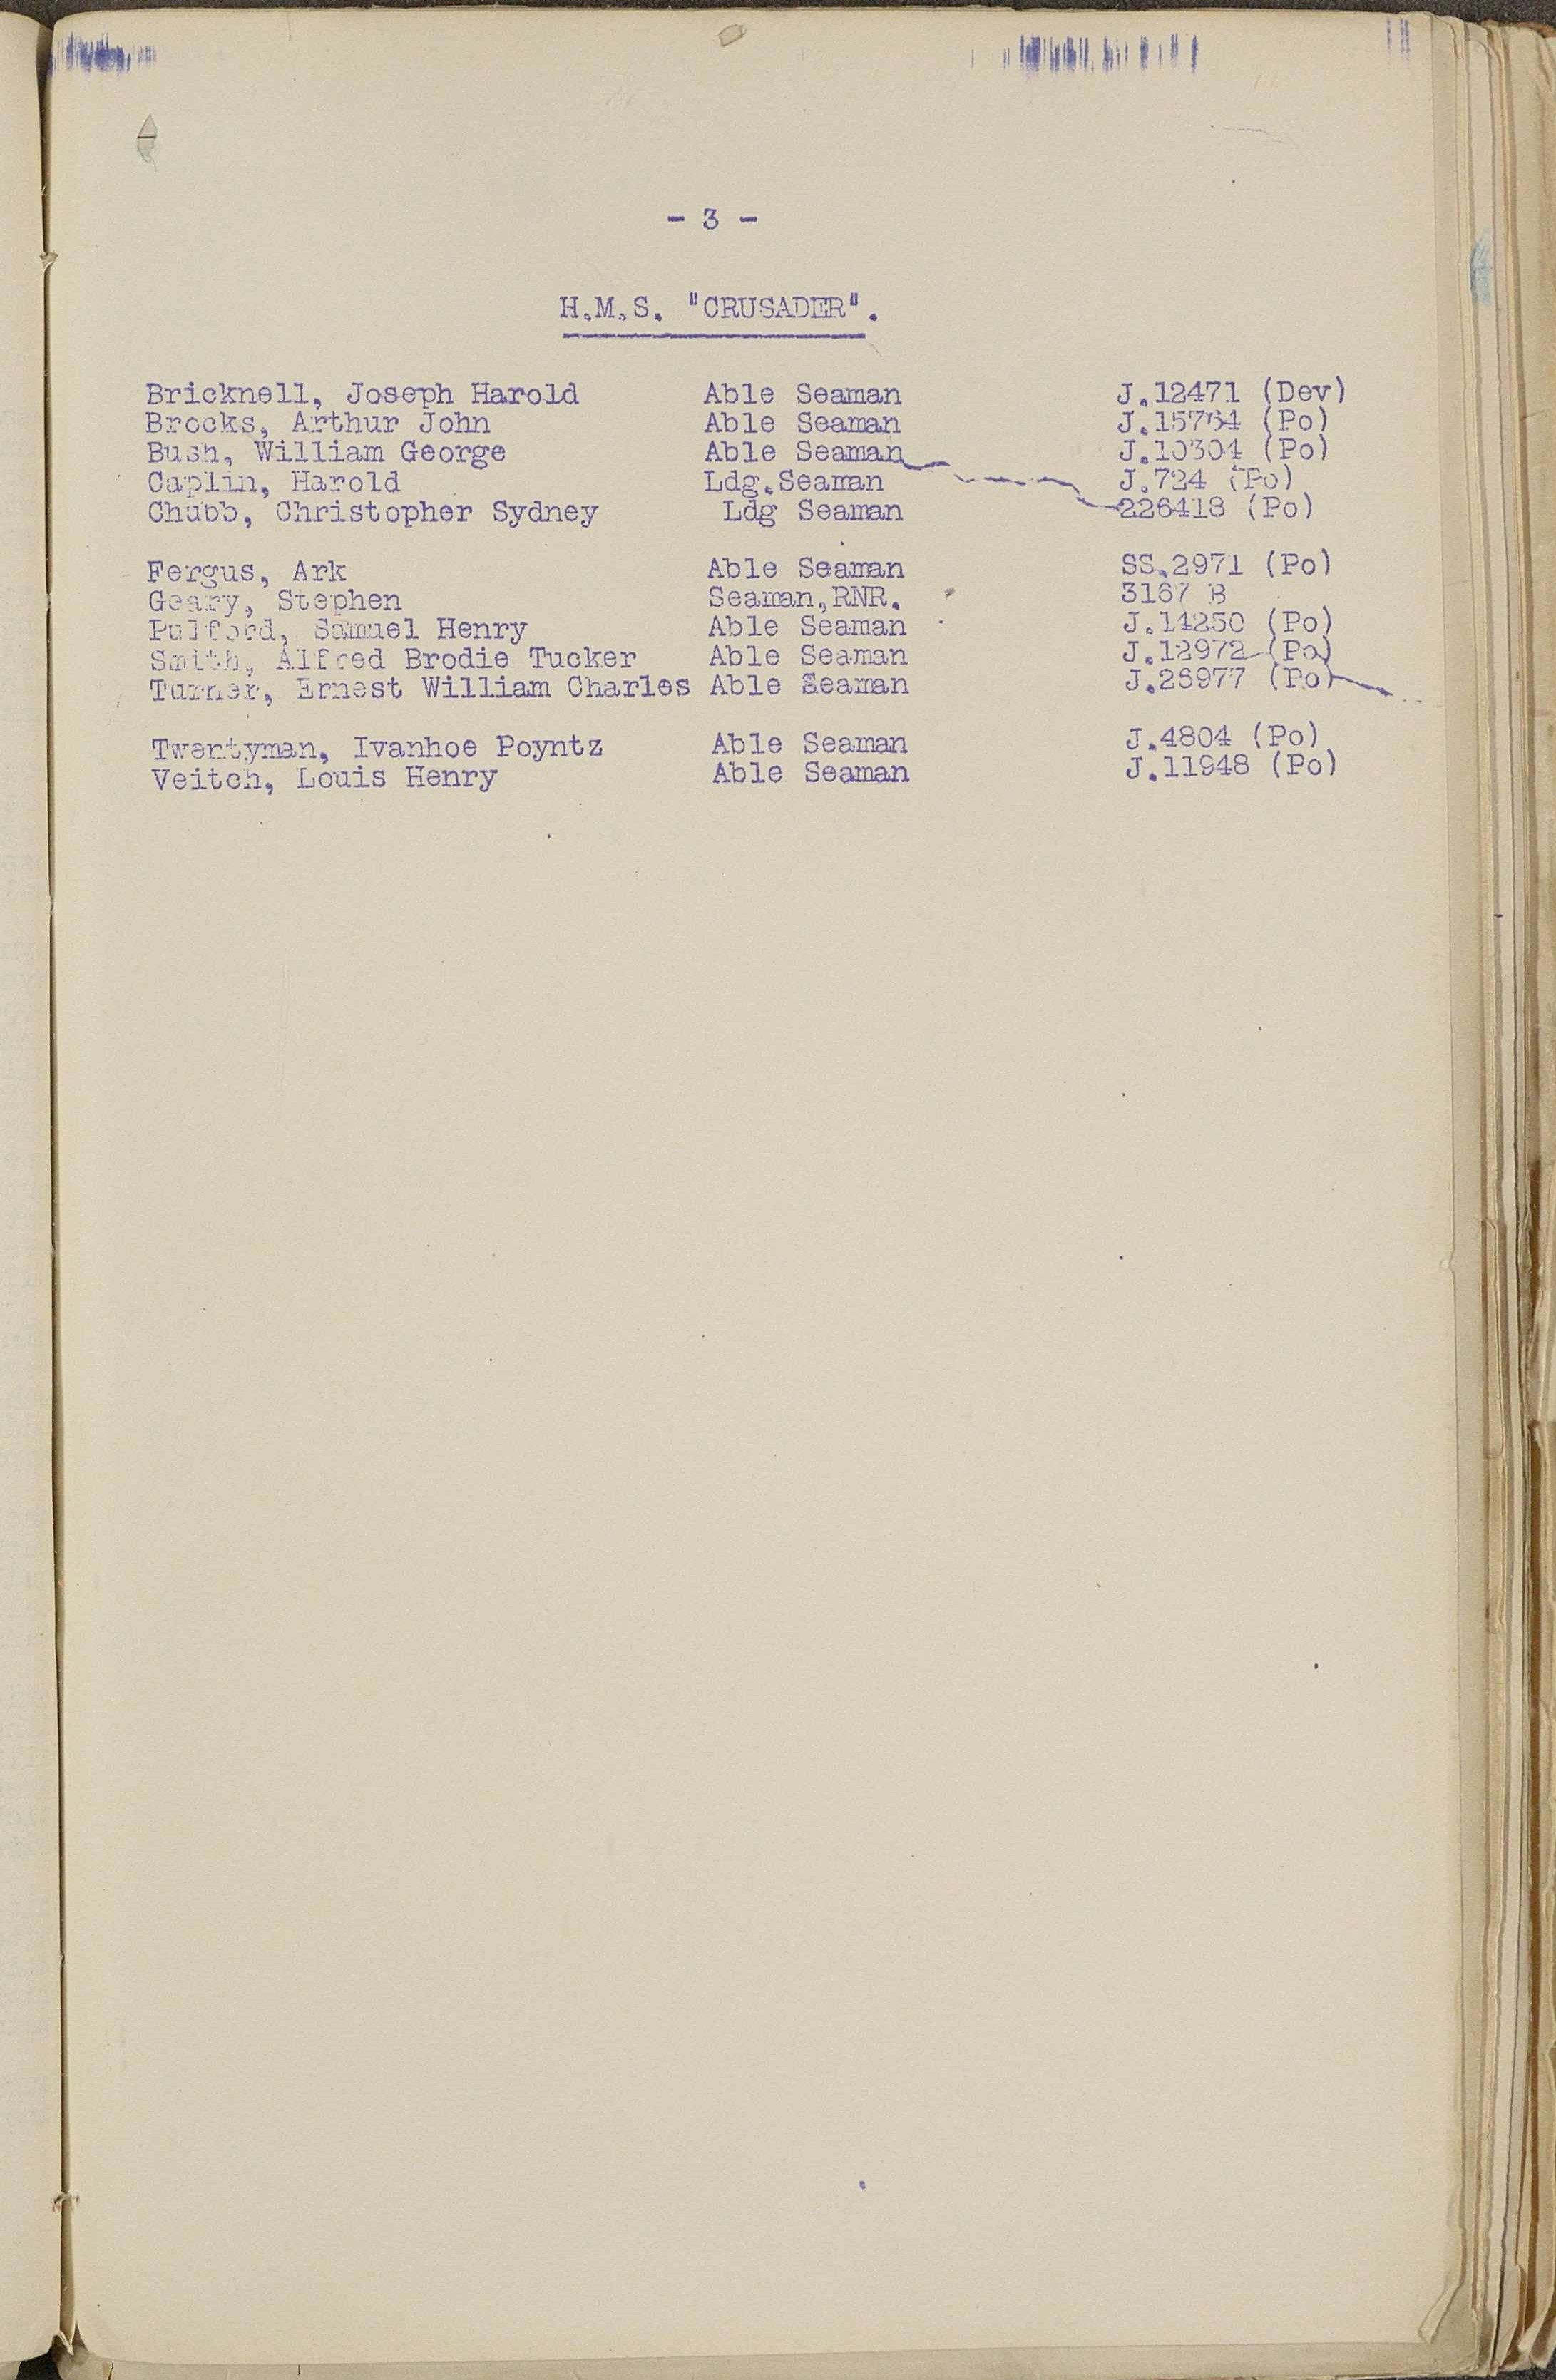 - 3 -
H.M.S. "CRUSADER".
Bricknell, Joseph Harold Able Seaman J.12471 (Dev)
Brooks, Arthur John Able Seaman J.15764 (Po)
Bush, William George Able Seaman J.10304 (Po)
Caplin, Harold Ldg.Seaman J.724 (Po)
Chubb, Christopher Sydney Ldg Seaman 226418 (Po)
Fergus, Ark Able Seaman SS.2971 (Po)
Geary, Stephen Seaman,RNR. 3167 B
Pulford, Samuel Henry Able Seaman J.14250 (Po)
Smith, Alfred Brodie Tucker Able Seaman J.12972 (Po)
Turner, Ernest William Charles Able Seaman J.26977 (Po)
Twentyman, Ivanhoe Poyntz Able Seaman J.4804 (Po)
Veitch, Louis Henry Able Seaman J.11948 (Po)